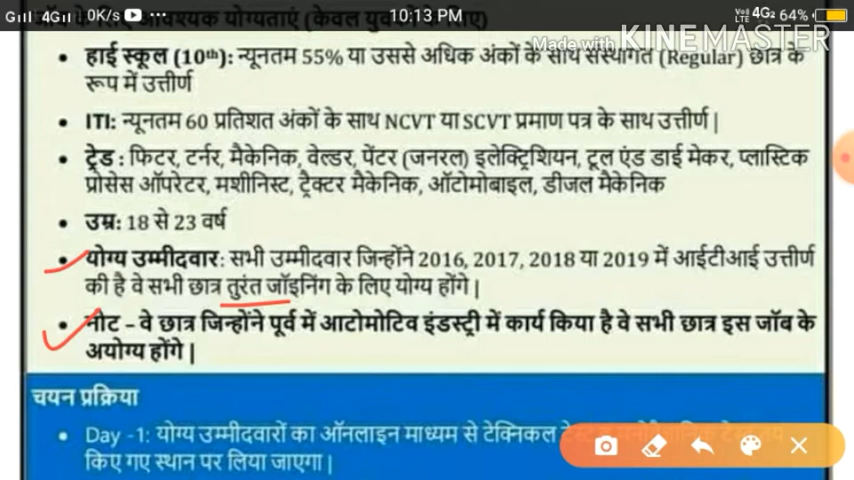 4Gıll 4Gıll .0K/s ··· 10:13 PM VoLTE 4G2 64%
के लिए आवश्यक योग्यताएं (केवल युवकों के लिए)
Made with KINEMASTER
• हाई स्कूल (10th): न्यूनतम 55% या उससे अधिक अंकों के साथ संस्थागत (Regular) छात्र के
रूप में उत्तीर्ण
• ITI: न्यूनतम 60 प्रतिशत अंकों के साथ NCVT या SCVT प्रमाण पत्र के साथ उत्तीर्ण |
• ट्रेड : फिटर, टर्नर, मैकेनिक, वेल्डर, पेंटर (जनरल) इलेक्ट्रिशियन, टूल एंड डाई मेकर, प्लास्टिक
प्रोसेस ऑपरेटर, मशीनिस्ट, ट्रैक्टर मैकेनिक, ऑटोमोबाइल, डीजल मैकेनिक
• उम्र: 18 से 23 वर्ष
• योग्य उम्मीदवार: सभी उम्मीदवार जिन्होंने 2016, 2017, 2018 या 2019 में आईटीआई उत्तीर्ण
की है वे सभी छात्र तुरंत जॉइनिंग के लिए योग्य होंगे |
• नोट – वे छात्र जिन्होंने पूर्व में आटोमोटिव इंडस्ट्री में कार्य किया है वे सभी छात्र इस जॉब के
अयोग्य होंगे |
चयन प्रक्रिया
• Day -1: योग्य उम्मीदवारों का ऑनलाइन माध्यम से टेक्निकल
किए गए स्थान पर लिया जाएगा |